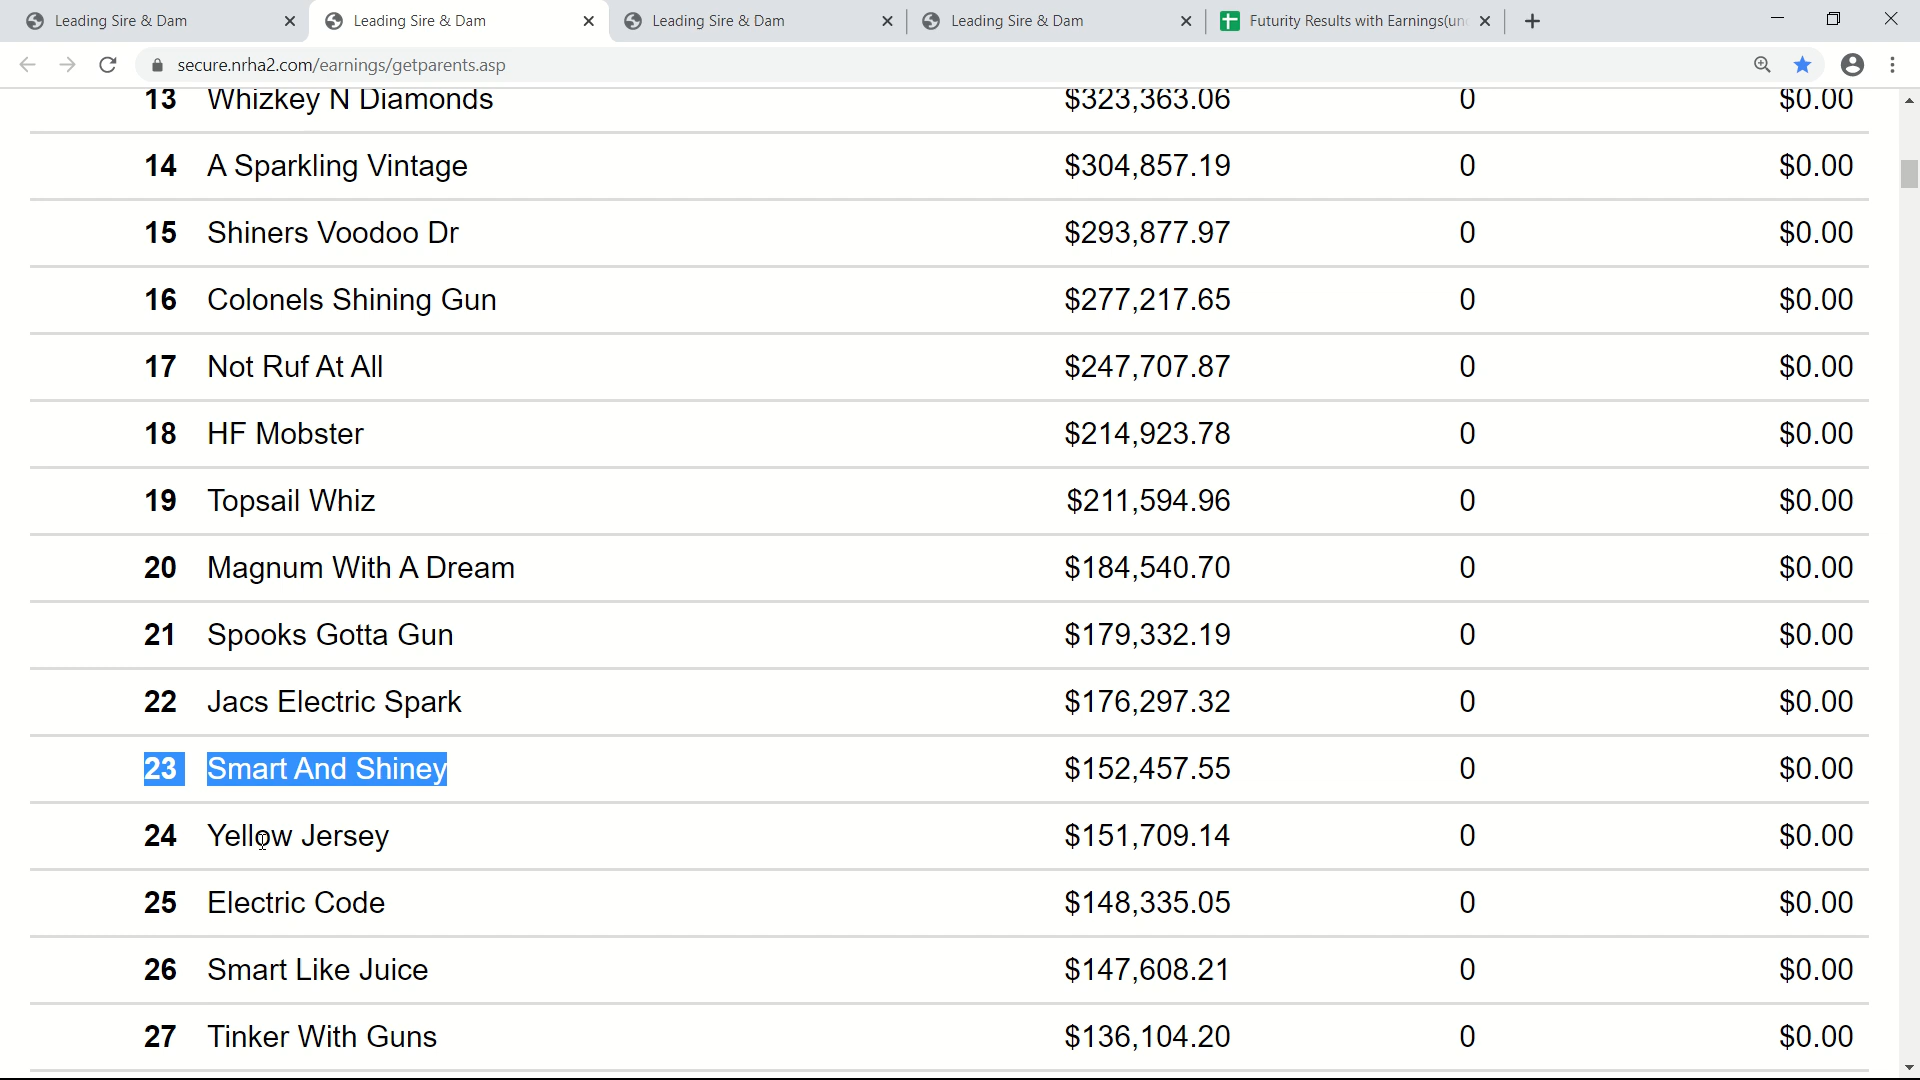 Leading Sire & Dam
Leading Sire & Dam
Leading Sire & Dam
Leading Sire & Dam
Futurity Results with Earnings(un
secure.nrha2.com/earnings/getparents.asp
13 Whizkey N Diamonds $323,363.06 0 $0.00
14 A Sparkling Vintage $304,857.19 0 $0.00
15 Shiners Voodoo Dr $293,877.97 0 $0.00
16 Colonels Shining Gun $277,217.65 0 $0.00
17 Not Ruf At All $247,707.87 0 $0.00
18 HF Mobster $214,923.78 0 $0.00
19 Topsail Whiz $211,594.96 0 $0.00
20 Magnum With A Dream $184,540.70 0 $0.00
21 Spooks Gotta Gun $179,332.19 0 $0.00
22 Jacs Electric Spark $176,297.32 0 $0.00
23 Smart And Shiney $152,457.55 0 $0.00
24 Yellow Jersey $151,709.14 0 $0.00
25 Electric Code $148,335.05 0 $0.00
26 Smart Like Juice $147,608.21 0 $0.00
27 Tinker With Guns $136,104.20 0 $0.00